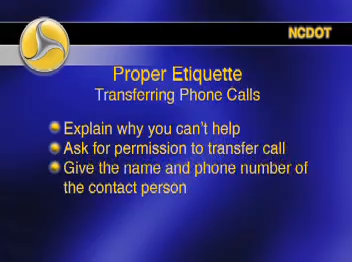 NCDOT
Proper Etiquette
Transferring Phone Calls
Explain why you can't help
Ask for permission to transfer call
Give the name and phone number of
the contact person